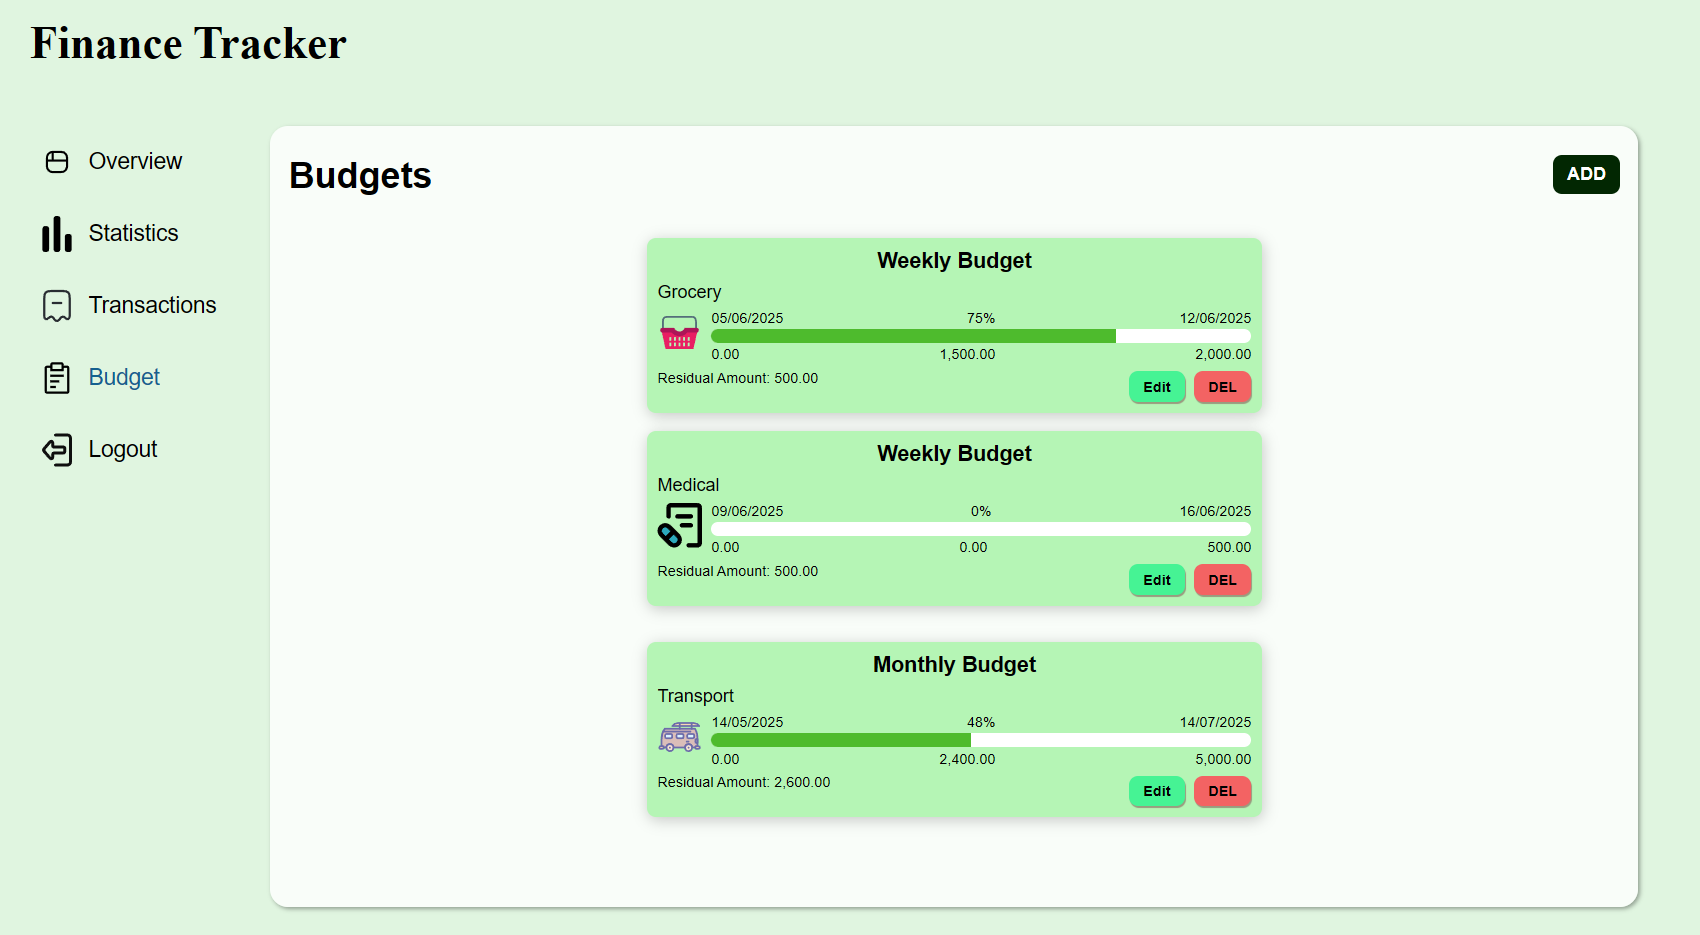 Finance Tracker
Overview
Statistics
Transactions
Budget
Logout
Budgets
ADD
Weekly Budget
Grocery
05/06/2025 75% 12/06/2025
0.00 1,500.00 2,000.00
Residual Amount: 500.00
Edit DEL
Weekly Budget
Medical
09/06/2025 0% 16/06/2025
0.00 0.00 500.00
Residual Amount: 500.00
Edit DEL
Monthly Budget
Transport
14/05/2025 48% 14/07/2025
0.00 2,400.00 5,000.00
Residual Amount: 2,600.00
Edit DEL